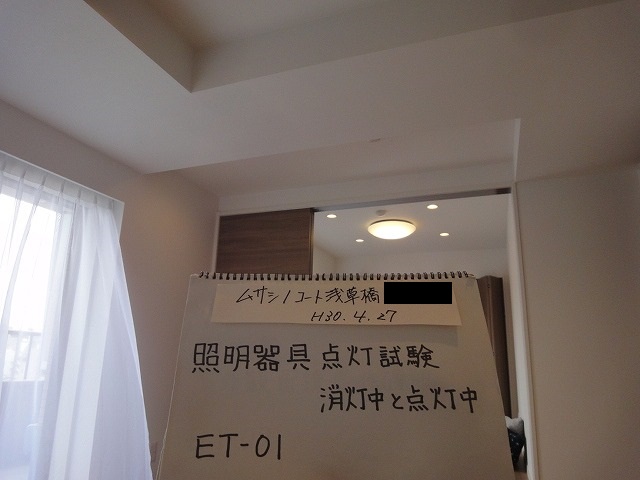 ムサシノコート浅草橋
H30.4.27
照明器具点灯試験
消灯中と点灯中
ET-01